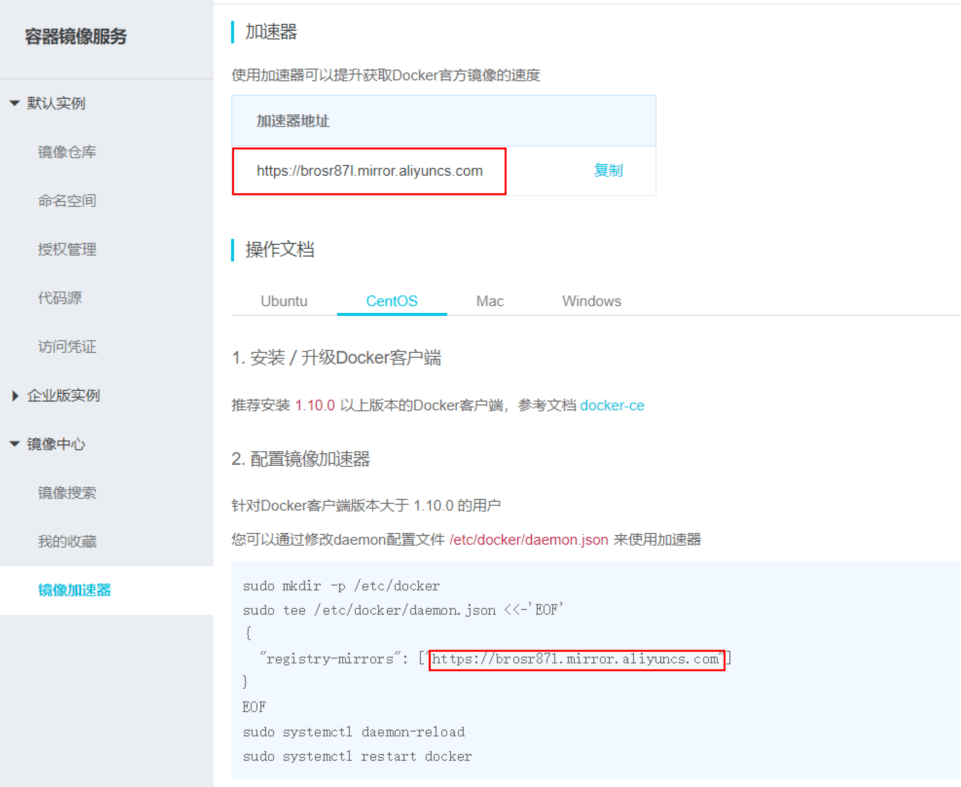 容器镜像服务
默认实例
镜像仓库
命名空间
授权管理
代码源
访问凭证
企业版实例
镜像中心
镜像搜索
我的收藏
镜像加速器
加速器
使用加速器可以提升获取Docker官方镜像的速度
加速器地址
https://brosr87l.mirror.aliyuncs.com 复制
操作文档
Ubuntu CentOS Mac Windows
1. 安装 / 升级Docker客户端
推荐安装 1.10.0 以上版本的Docker客户端，参考文档 docker-ce
2. 配置镜像加速器
针对Docker客户端版本大于 1.10.0 的用户
您可以通过修改daemon配置文件 /etc/docker/daemon.json 来使用加速器
sudo mkdir -p /etc/docker
sudo tee /etc/docker/daemon.json <<-'EOF'
{
"registry-mirrors": ["https://brosr87l.mirror.aliyuncs.com"]
}
EOF
sudo systemctl daemon-reload
sudo systemctl restart docker